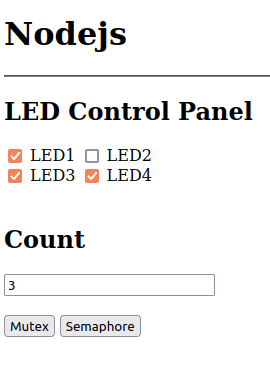 Nodejs
LED Control Panel
LED1 LED2
LED3 LED4
Count
3
Mutex Semaphore